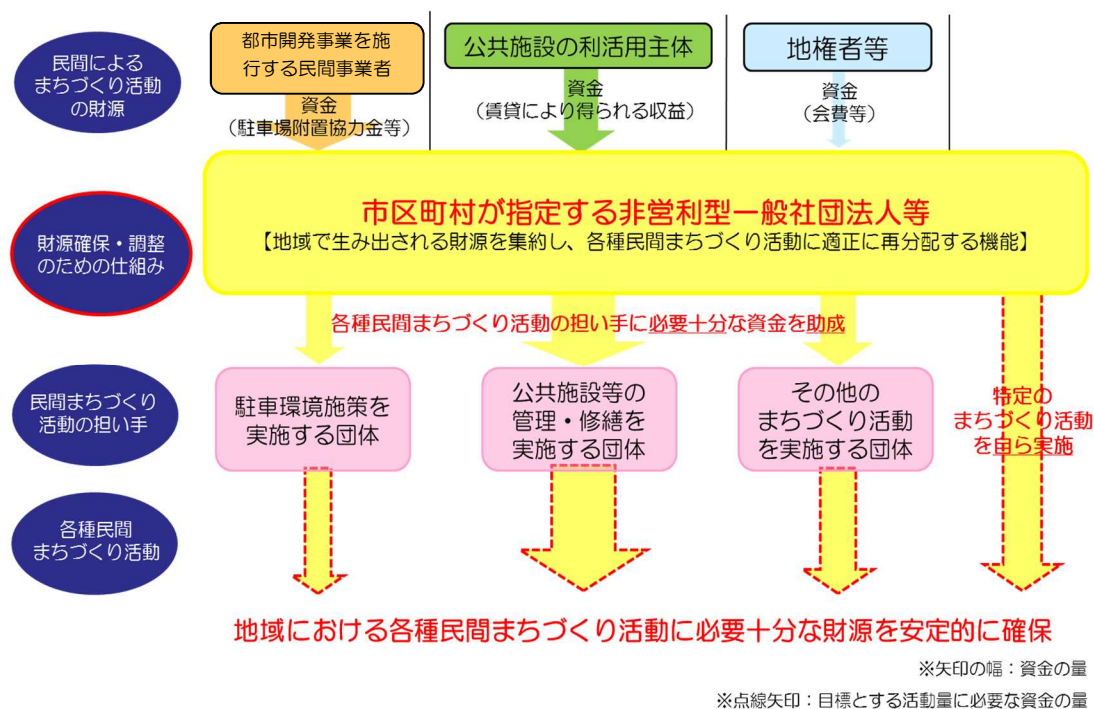 民間による
まちづくり活動
の財源
都市開発事業を施
行する民間事業者
公共施設の利活用主体
地権者等
資金
（駐車場附置協力金等）
資金
（賃貸により得られる収益）
資金
（会費等）
財源確保・調整
のための仕組み
市区町村が指定する非営利型一般社団法人等
【地域で生み出される財源を集約し、各種民間まちづくり活動に適正に再分配する機能】
各種民間まちづくり活動の担い手に必要十分な資金を助成
民間まちづくり
活動の担い手
駐車環境施策を
実施する団体
公共施設等の
管理・修繕を
実施する団体
その他の
まちづくり活動
を実施する団体
特定の
まちづくり活動
を自ら実施
各種民間
まちづくり活動
地域における各種民間まちづくり活動に必要十分な財源を安定的に確保
※矢印の幅：資金の量
※点線矢印：目標とする活動量に必要な資金の量